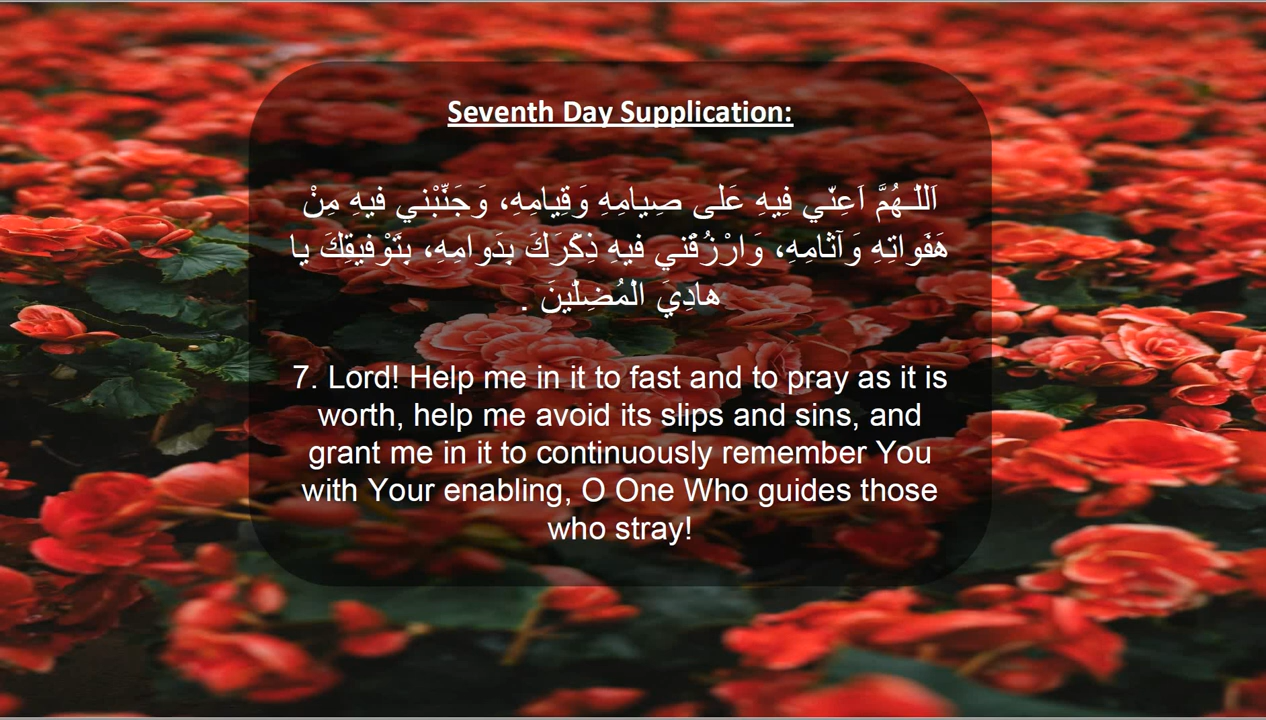 Seventh Day Supplication:
اَللّـهُمَّ اَعِنّي فِيهِ عَلى صِيامِهِ وَقِيامِهِ، وَجَنِّبْني فيهِ مِنْ
هَفَواتِهِ وَآثامِهِ، وَارْزُقْني فيهِ ذِكْرَكَ بِدَوامِهِ، بِتَوْفيقِكَ يا
هادِيَ الْمُضِلّينَ .
7. Lord! Help me in it to fast and to pray as it is
worth, help me avoid its slips and sins, and
grant me in it to continuously remember You
with Your enabling, O One Who guides those
who stray!